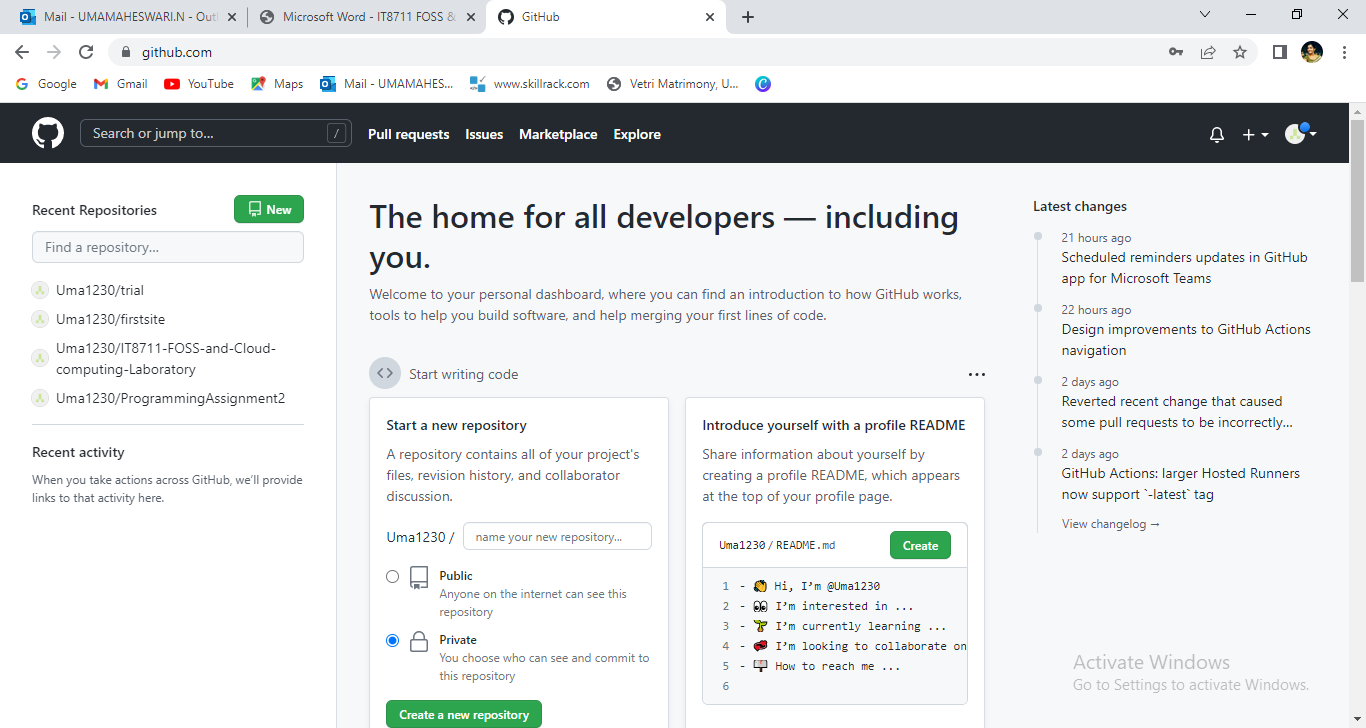 Mail - UMAMAHESWARI.N - Outl
Microsoft Word - IT8711 FOSS &
GitHub
github.com
Google
Gmail
YouTube
Maps
Mail - UMAMAHES...
www.skillrack.com
Vetri Matrimony, U...
Search or jump to...
/
Pull requests
Issues
Marketplace
Explore
Recent Repositories
New
Find a repository...
Uma1230/trial
Uma1230/firstsite
Uma1230/IT8711-FOSS-and-Cloud-
computing-Laboratory
Uma1230/ProgrammingAssignment2
Recent activity
When you take actions across GitHub, we'll provide
links to that activity here.
The home for all developers — including
you.
Welcome to your personal dashboard, where you can find an introduction to how GitHub works,
tools to help you build software, and help merging your first lines of code.
Start writing code
Start a new repository
A repository contains all of your project's
files, revision history, and collaborator
discussion.
Uma1230 /
name your new repository...
Public
Anyone on the internet can see this
repository
Private
You choose who can see and commit to
this repository
Create a new repository
Introduce yourself with a profile README
Share information about yourself by
creating a profile README, which appears
at the top of your profile page.
Uma1230 / README.md
Create
1 - 👋 Hi, I'm @Uma1230
2 - 👀 I'm interested in ...
3 - 🌱 I'm currently learning ...
4 - 💞️ I'm looking to collaborate on
5 - 📫 How to reach me ...
6
Latest changes
21 hours ago
Scheduled reminders updates in GitHub
app for Microsoft Teams
22 hours ago
Design improvements to GitHub Actions
navigation
2 days ago
Reverted recent change that caused
some pull requests to be incorrectly...
2 days ago
GitHub Actions: larger Hosted Runners
now support `-latest` tag
View changelog →
Activate Windows
Go to Settings to activate Windows.